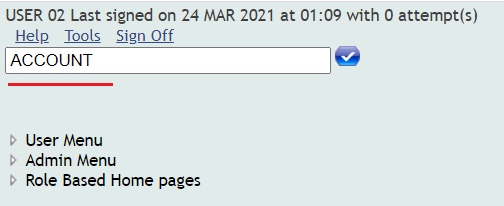 USER 02 Last signed on 24 MAR 2021 at 01:09 with 0 attempt(s)
Help Tools Sign Off
ACCOUNT
User Menu
Admin Menu
Role Based Home pages